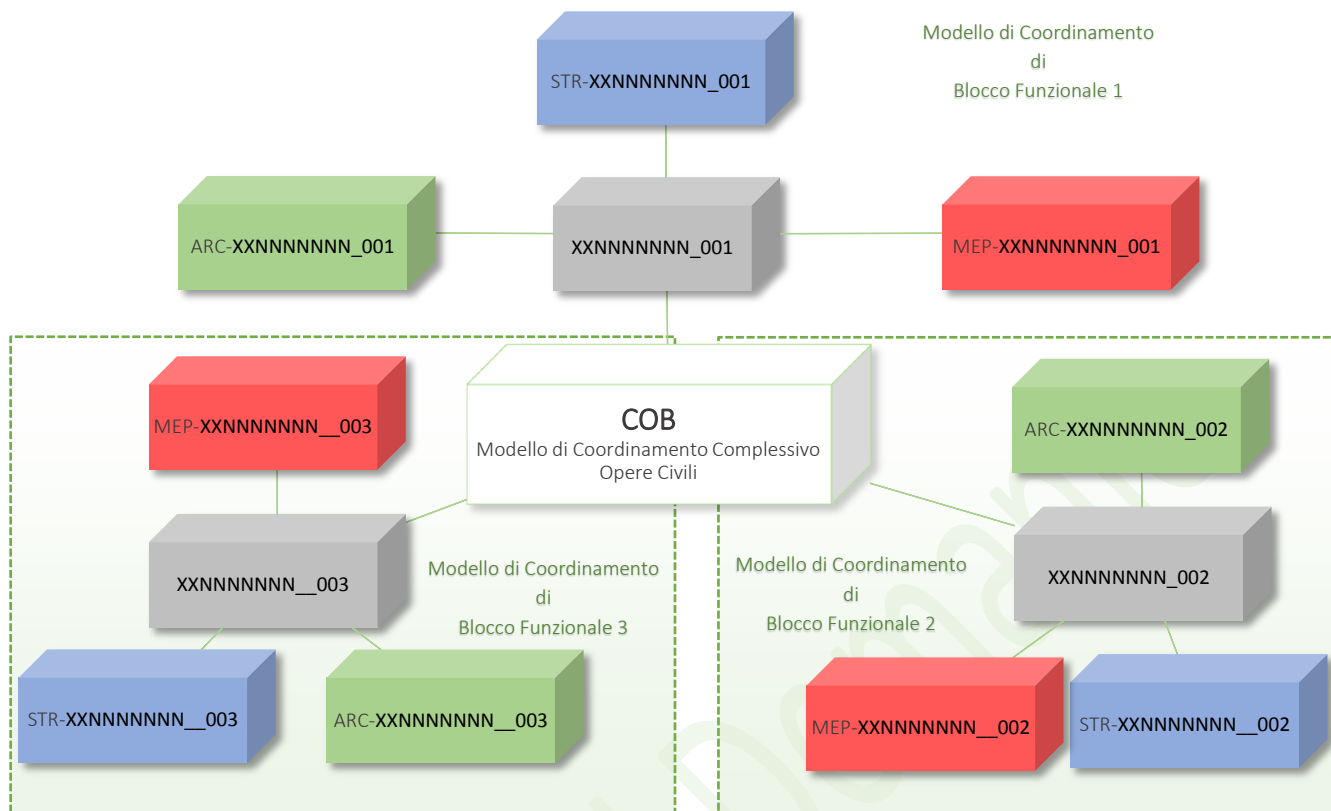 Modello di Coordinamento
di
Blocco Funzionale 1
STR-XXNNNNNNN_001
ARC-XXNNNNNNN_001
XXNNNNNNN_001
MEP-XXNNNNNNN_001
COB
Modello di Coordinamento Complessivo
Opere Civili
MEP-XXNNNNNNN__003
XXNNNNNNN__003
Modello di Coordinamento
di
Blocco Funzionale 3
STR-XXNNNNNNN__003
ARC-XXNNNNNNN__003
ARC-XXNNNNNNN_002
XXNNNNNNN_002
Modello di Coordinamento
di
Blocco Funzionale 2
MEP-XXNNNNNNN__002
STR-XXNNNNNNN__002